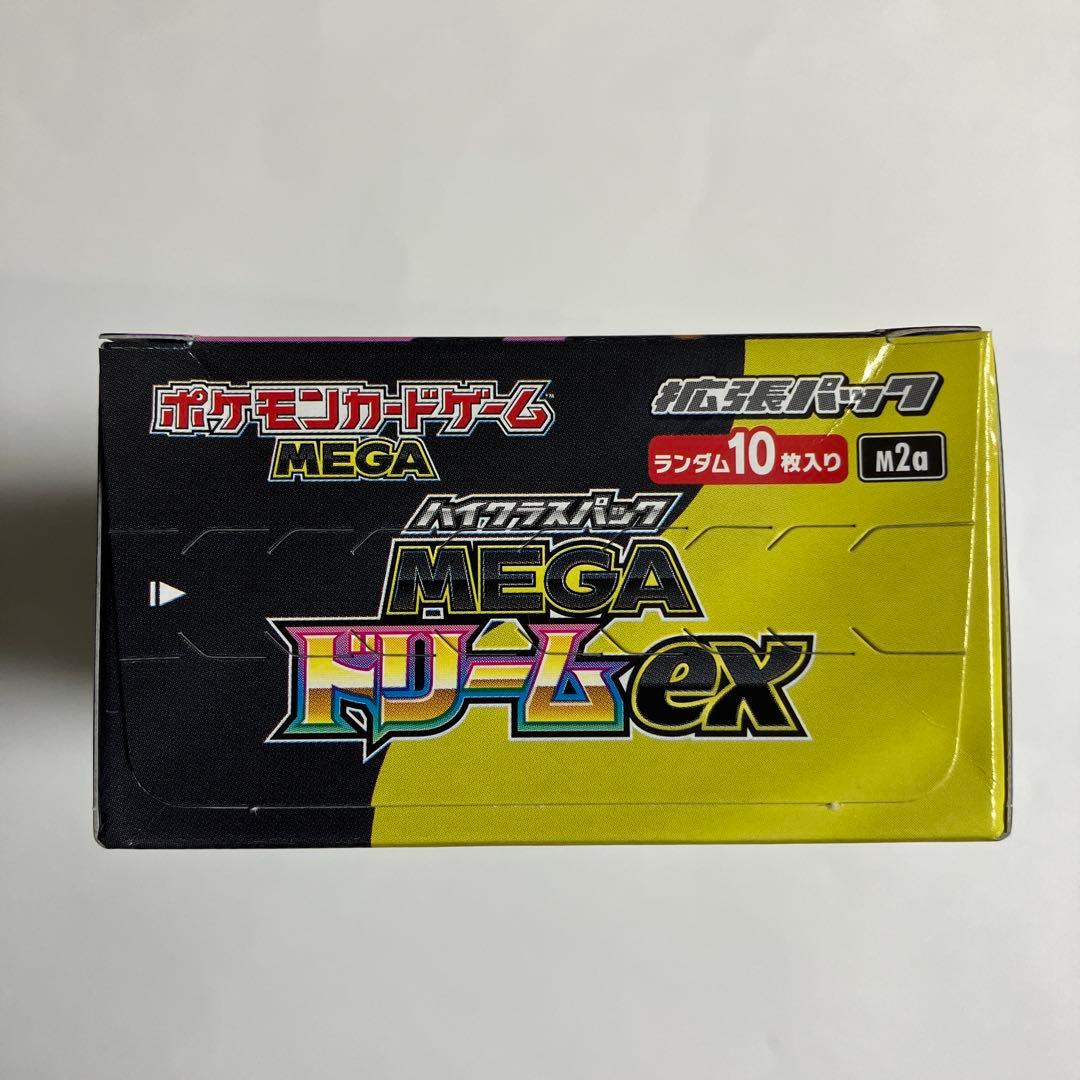 ポケモンカードゲーム™
MEGA
拡張パック
ランダム10枚入り
M2a
ハイクラスパック
MEGA
ドリームex